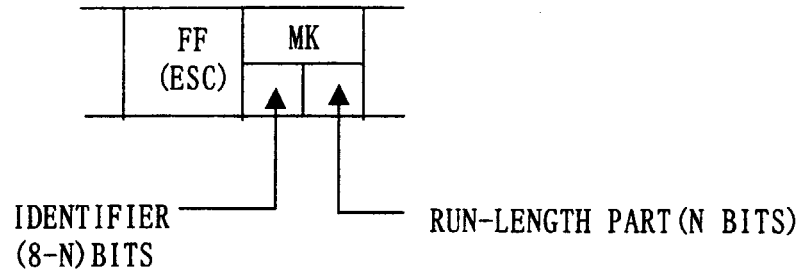 FF
(ESC)
MK
IDENTIFIER
(8-N)BITS
RUN-LENGTH PART(N BITS)